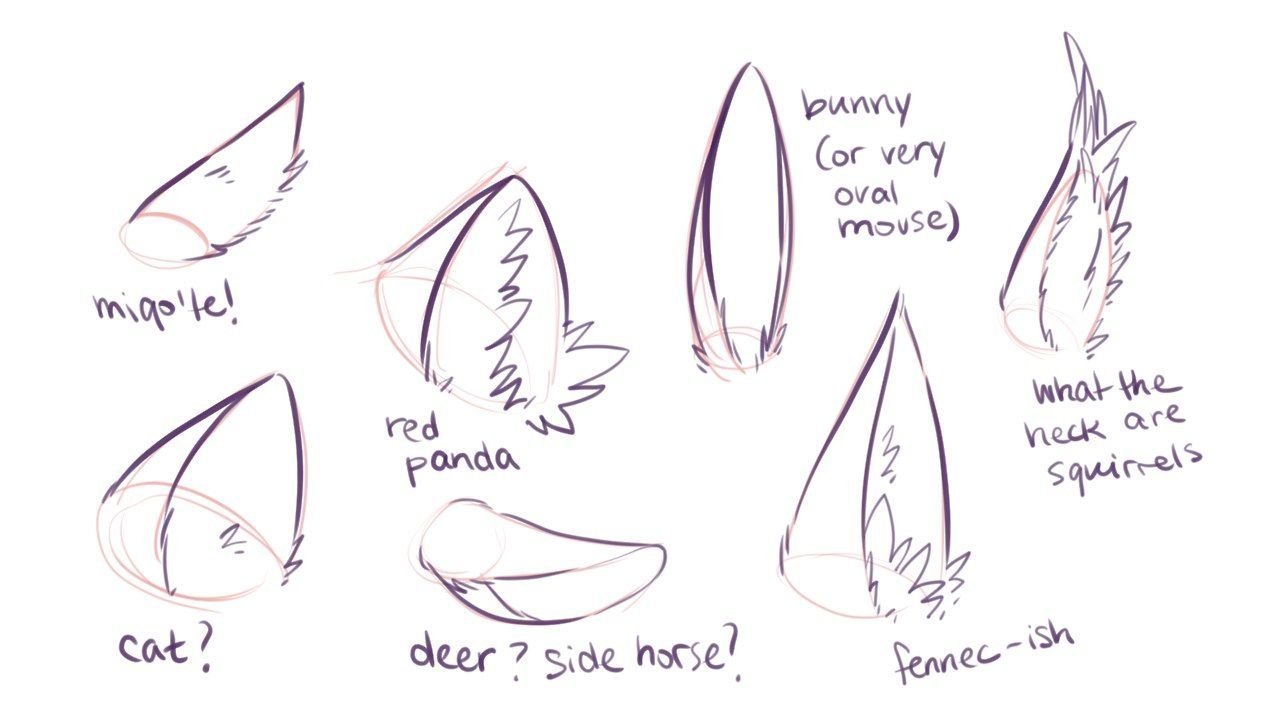 miqo'te!
red
panda
bunny
(or very
oval
mouse)
what the
heck are
squirrels
cat?
deer? side horse?
fennec-ish